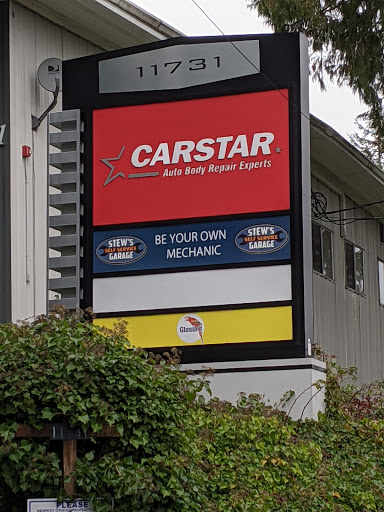 11731
CARSTAR
Auto Body Repair Experts
STEW'S
SELF SERVICE
GARAGE
BE YOUR OWN
MECHANIC
STEW'S
SELF SERVICE
GARAGE
Glasurit
PLEASE